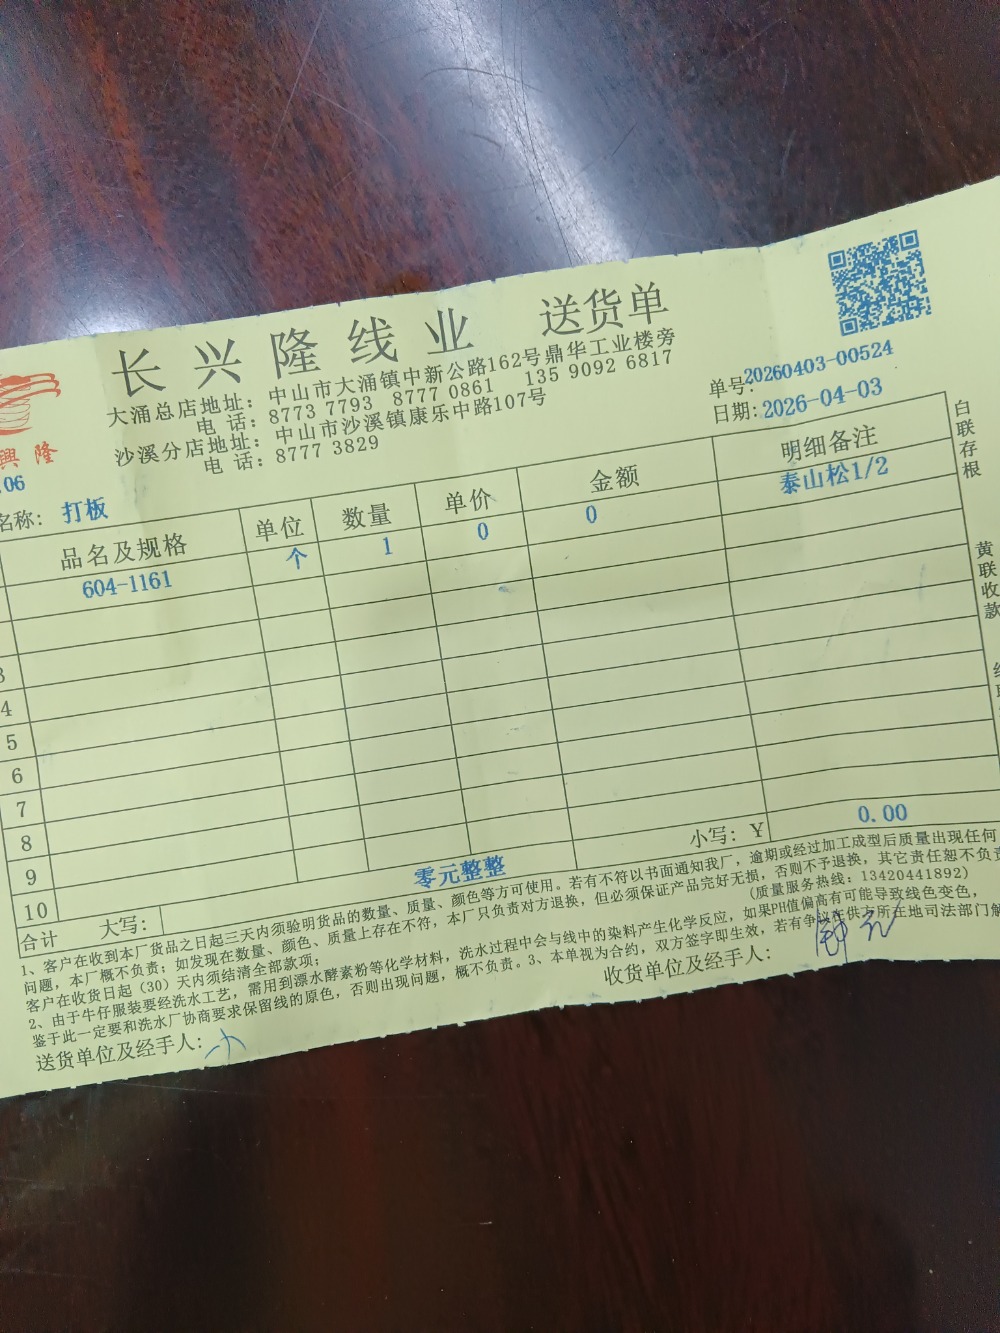 长兴隆线业 送货单
大涌总店地址：中山市大涌镇中新公路162号鼎华工业楼旁
电 话：8773 7793 8777 0861 135 9092 6817
沙溪分店地址：中山市沙溪镇康乐中路107号
电 话：8777 3829
興隆
.06
单号:20260403-00524
日期:2026-04-03
名称: 打板
品名及规格 单位 数量 单价 金额 明细备注
604-1161 个 1 0 0 泰山松1/2
3
4
5
6
7
8
9
10
合计 大写: 零元整整 小写: ¥ 0.00
1、客户在收到本厂货品之日起三天内须验明货品的数量、质量、颜色等方可使用。若有不符以书面通知我厂，逾期或经过加工成型后质量出现任何
问题，本厂概不负责；如发现在数量、颜色、质量上存在不符，本厂只负责对方退换，但必须保证产品完好无损，否则不予退换，其它责任恕不负责
客户在收货日起（30）天内须结清全部款项；
(质量服务热线：13420441892)
2、由于牛仔服装要经洗水工艺，需用到漂水酵素粉等化学材料，洗水过程中会与线中的染料产生化学反应，如果PH值偏高有可能导致线色变色，
鉴于此一定要和洗水厂协商要求保留线的原色，否则出现问题，概不负责。3、本单视为合约，双方签字即生效，若有争议在供方所在地司法部门解
送货单位及经手人: 小
收货单位及经手人:
白联存根
黄联收款